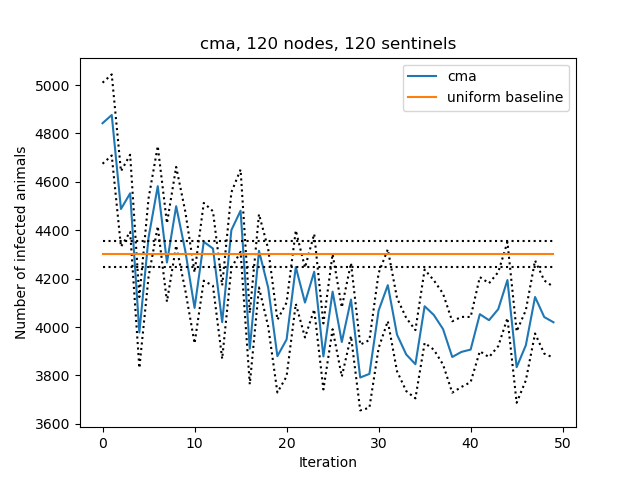 cma, 120 nodes, 120 sentinels
cma
uniform baseline
Number of infected animals
5000
4800
4600
4400
4200
4000
3800
3600
0 10 20 30 40 50
Iteration